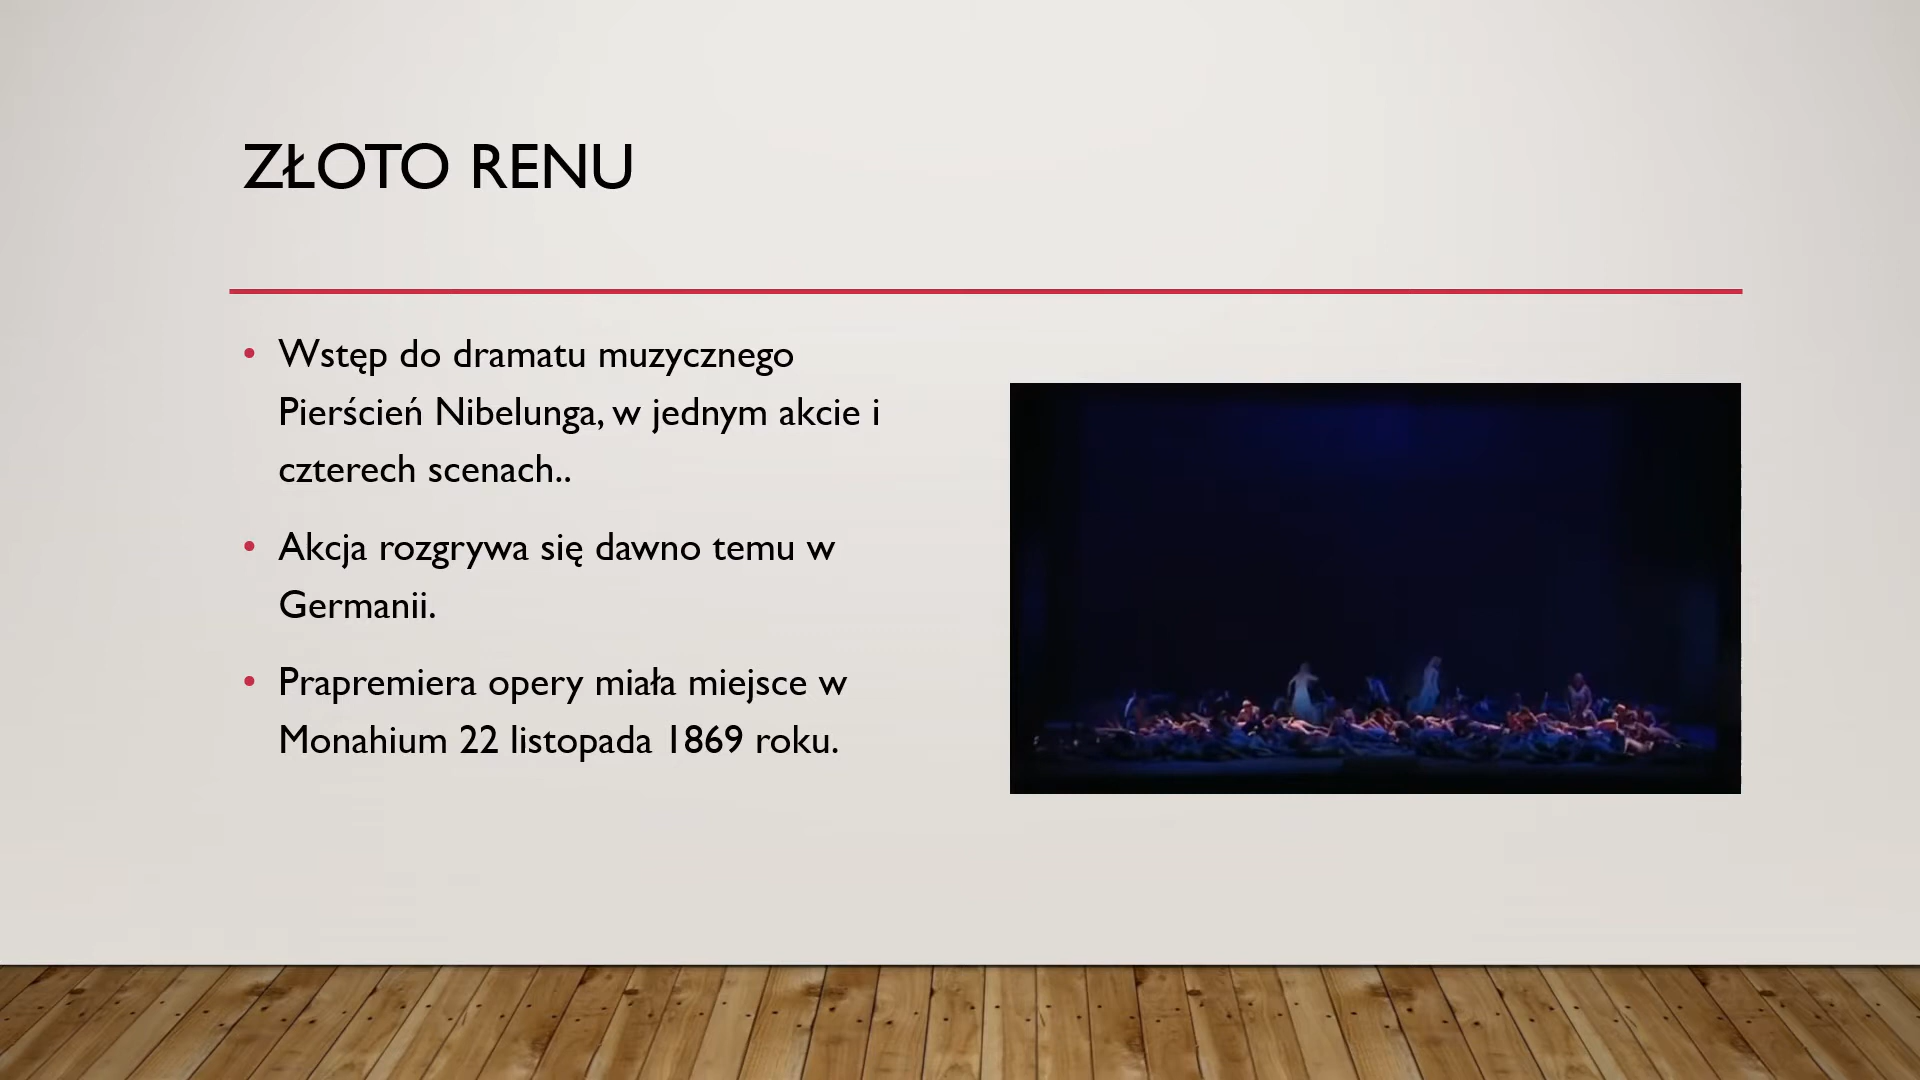 ZŁOTO RENU
• Wstęp do dramatu muzycznego
Pierścień Nibelunga, w jednym akcie i
czterech scenach..
• Akcja rozgrywa się dawno temu w
Germanii.
• Prapremiera opery miała miejsce w
Monahium 22 listopada 1869 roku.